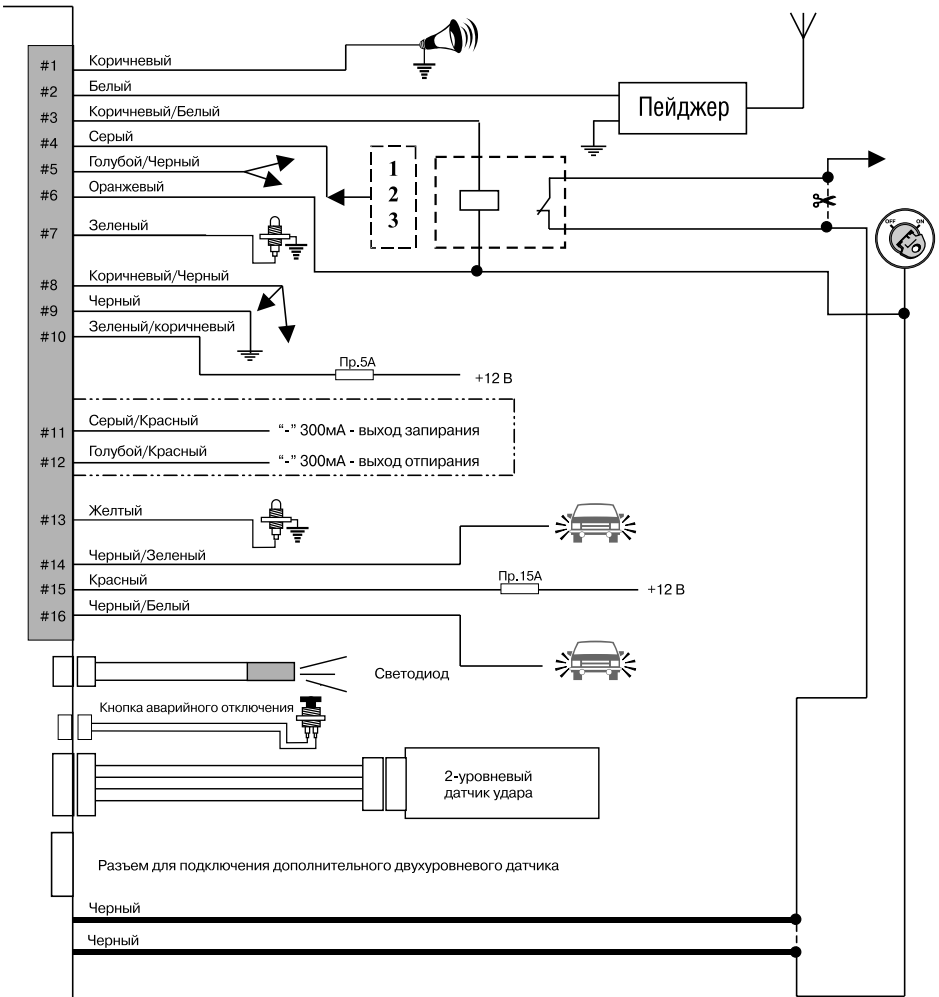 #1 Коричневый
#2 Белый
#3 Коричневый/Белый
#4 Серый
#5 Голубой/Черный
#6 Оранжевый
#7 Зеленый
#8 Коричневый/Черный
#9 Черный
#10 Зеленый/коричневый
Пейджер
1
2
3
OFF ON
Пр.5А
+12 В
#11 Серый/Красный "-" 300мА - выход запирания
#12 Голубой/Красный "-" 300мА - выход отпирания
#13 Желтый
#14 Черный/Зеленый
#15 Красный Пр.15А +12 В
#16 Черный/Белый
Светодиод
Кнопка аварийного отключения
2-уровневый
датчик удара
Разъем для подключения дополнительного двухуровневого датчика
Черный
Черный